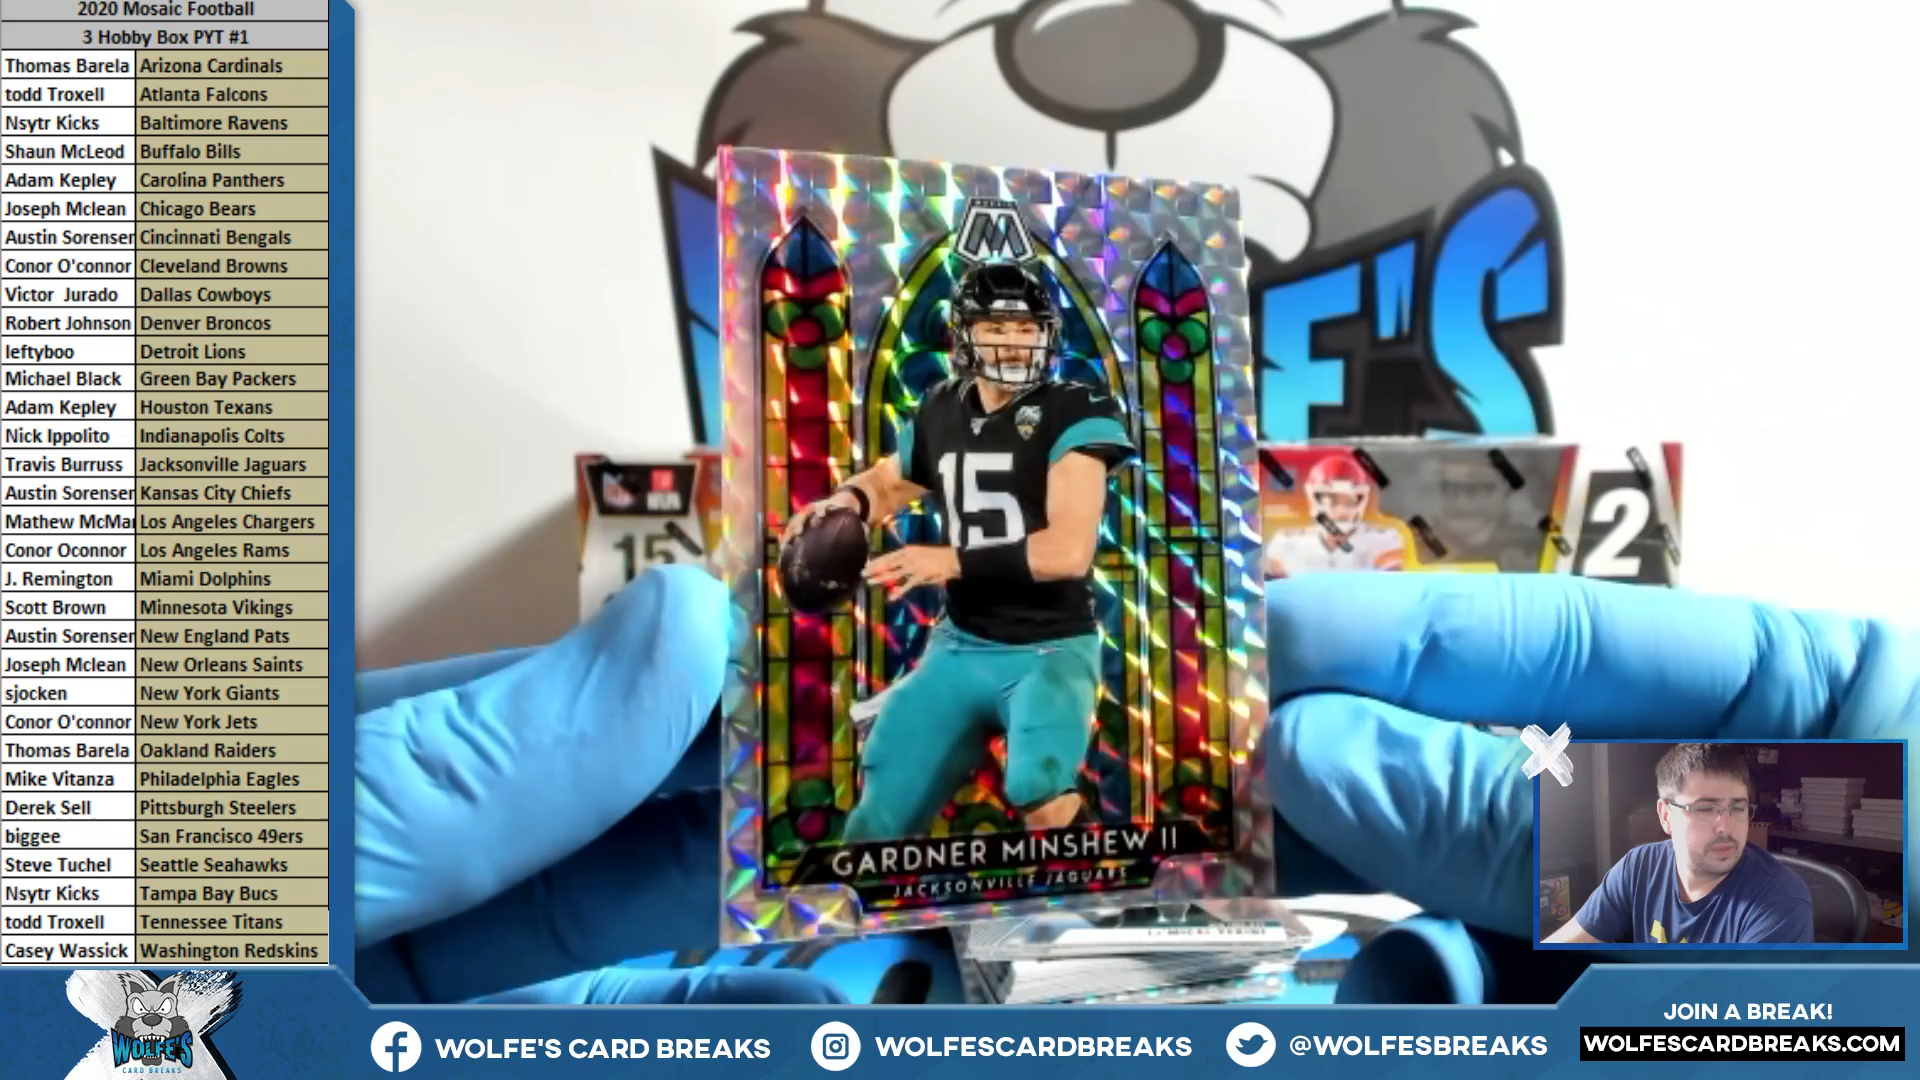 2020 Mosaic Football
3 Hobby Box PYT #1
Thomas Barela Arizona Cardinals
todd Troxell Atlanta Falcons
Nsytr Kicks Baltimore Ravens
Shaun McLeod Buffalo Bills
Adam Kepley Carolina Panthers
Joseph Mclean Chicago Bears
Austin Sorensen Cincinnati Bengals
Conor O'connor Cleveland Browns
Victor Jurado Dallas Cowboys
Robert Johnson Denver Broncos
leftyboo Detroit Lions
Michael Black Green Bay Packers
Adam Kepley Houston Texans
Nick Ippolito Indianapolis Colts
Travis Burruss Jacksonville Jaguars
Austin Sorensen Kansas City Chiefs
Mathew McMa Los Angeles Chargers
Conor Oconnor Los Angeles Rams
J. Remington Miami Dolphins
Scott Brown Minnesota Vikings
Austin Sorensen New England Pats
Joseph Mclean New Orleans Saints
sjocken New York Giants
Conor O'connor New York Jets
Thomas Barela Oakland Raiders
Mike Vitanza Philadelphia Eagles
Derek Sell Pittsburgh Steelers
biggee San Francisco 49ers
Steve Tuchel Seattle Seahawks
Nsytr Kicks Tampa Bay Bucs
todd Troxell Tennessee Titans
Casey Wassick Washington Redskins
M
15
GARDNER MINSHEW II
JACKSONVILLE JAGUARS
E'S
15
2
WOLFE'S
CARD BREAKS
WOLFE'S CARD BREAKS
WOLFESCARDBREAKS
@WOLFESBREAKS
JOIN A BREAK!
WOLFESCARDBREAKS.COM